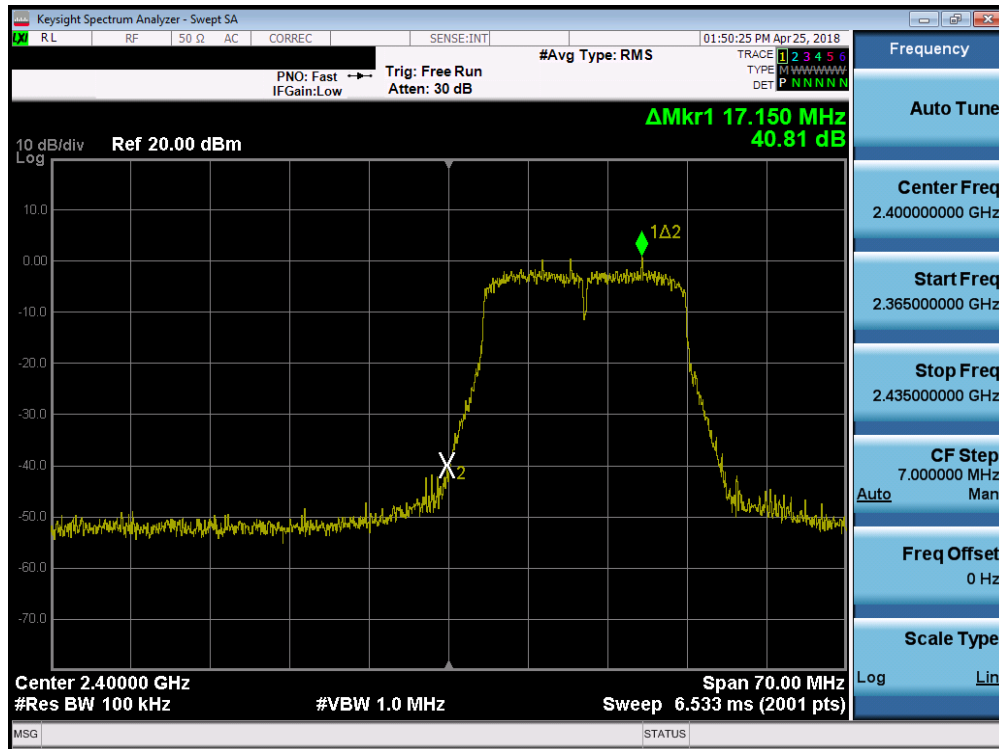 Keysight Spectrum Analyzer - Swept SA
LXI RL RF 50 Ω AC CORREC SENSE:INT 01:50:25 PM Apr 25, 2018
#Avg Type: RMS TRACE 1 2 3 4 5 6
PNO: Fast Trig: Free Run TYPE M WWWWW
IFGain:Low Atten: 30 dB DET P N N N N N
ΔMkr1 17.150 MHz
40.81 dB
10 dB/div Ref 20.00 dBm
Log
10.0
0.00
-10.0
-20.0
-30.0
-40.0
-50.0
-60.0
-70.0
1Δ2
2
Center 2.40000 GHz Span 70.00 MHz
#Res BW 100 kHz #VBW 1.0 MHz Sweep 6.533 ms (2001 pts)
MSG STATUS
Frequency
Auto Tune
Center Freq
2.400000000 GHz
Start Freq
2.365000000 GHz
Stop Freq
2.435000000 GHz
CF Step
7.000000 MHz
Auto Man
Freq Offset
0 Hz
Scale Type
Log Lin